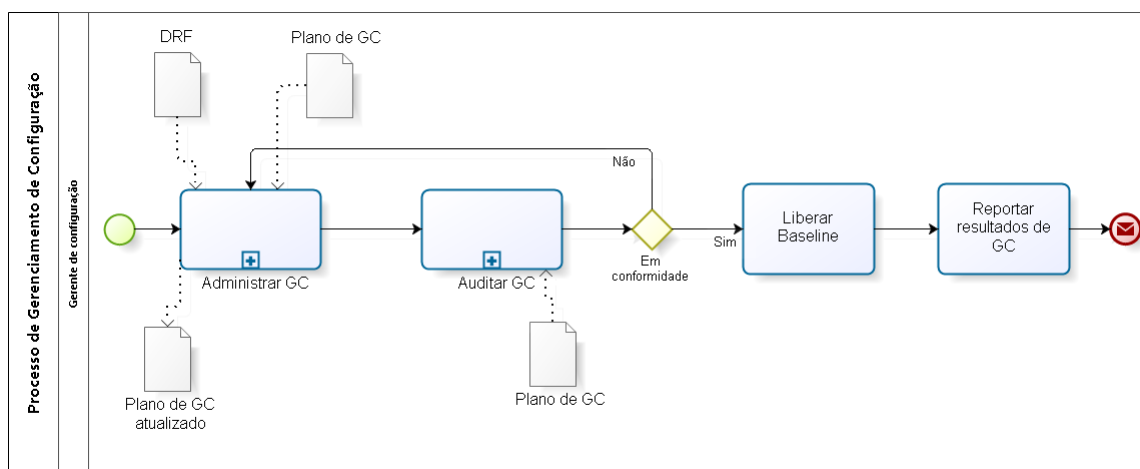 Processo de Gerenciamento de Configuração
Gerente de configuração
DRF
Plano de GC
Não
Administrar GC
Auditar GC
Em
conformidade
Sim
Liberar
Baseline
Reportar
resultados de
GC
Plano de GC
atualizado
Plano de GC